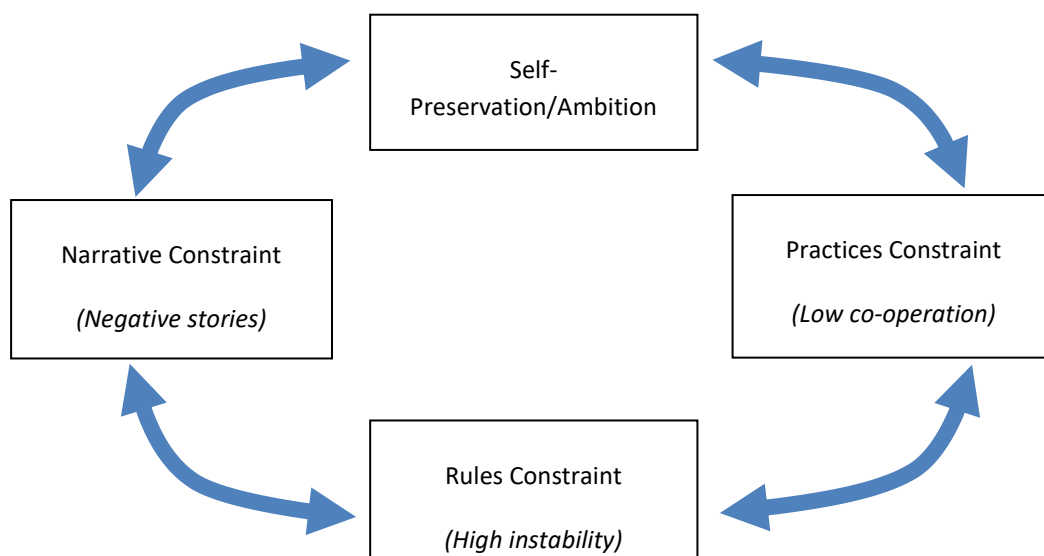 Self-
Preservation/Ambition
Narrative Constraint
(Negative stories)
Practices Constraint
(Low co-operation)
Rules Constraint
(High instability)